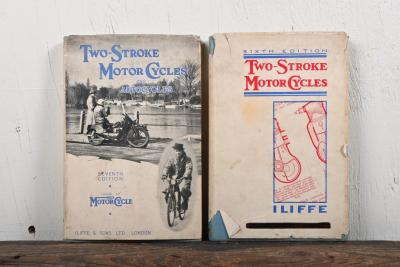 TWO-STROKE
MOTOR CYCLES
AUTOCYCLES
SEVENTH
EDITION
MOTOR CYCLE
ILIFFE & SONS LTD. LONDON
SIXTH EDITION
TWO-STROKE
MOTOR CYCLES
ILIFFE